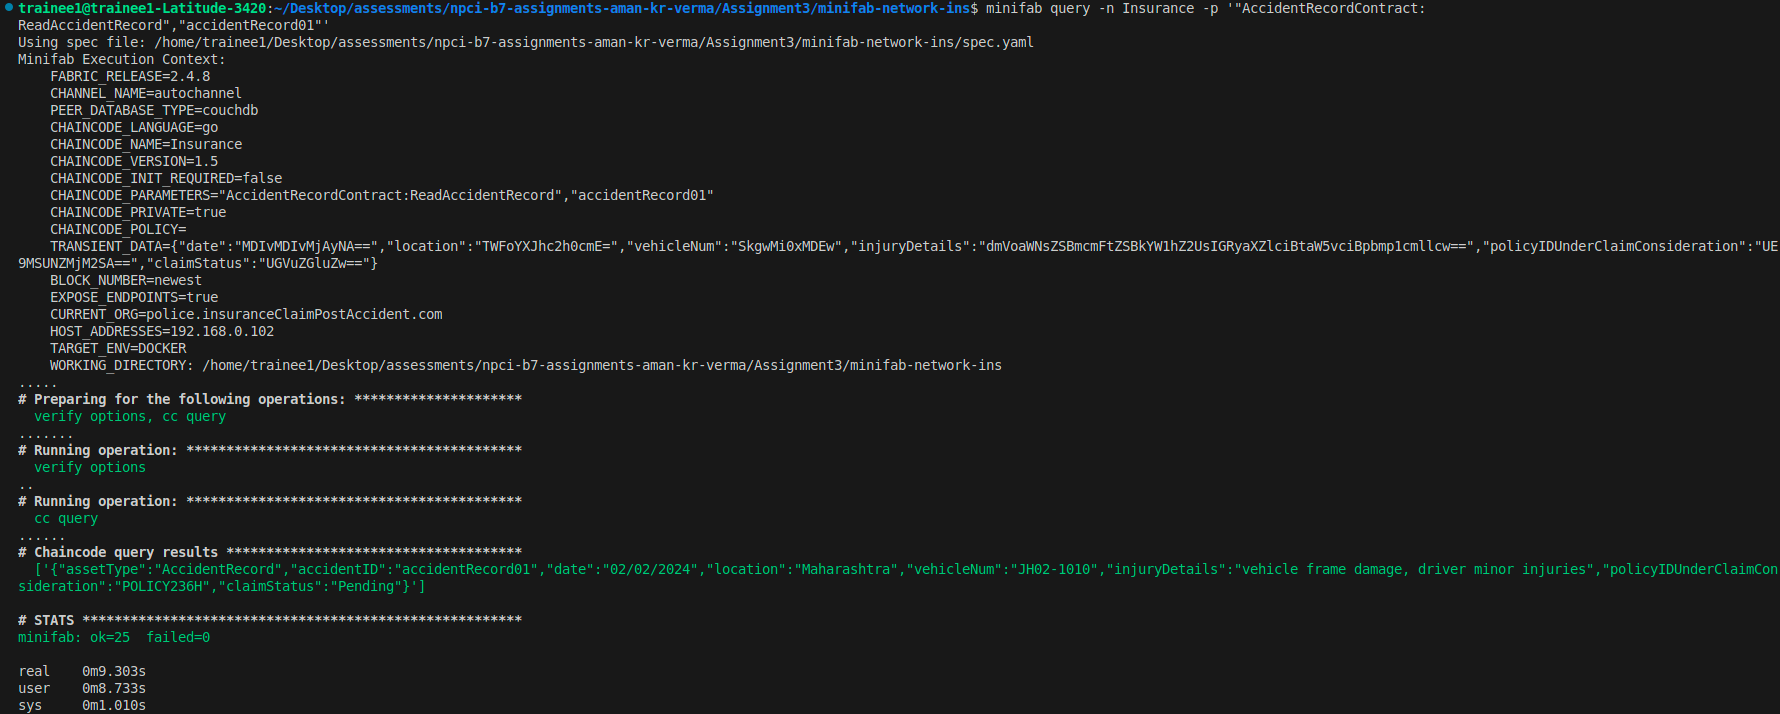 trainee1@trainee1-Latitude-3420:~/Desktop/assessments/npci-b7-assignments-aman-kr-verma/Assignment3/minifab-network-ins$ minifab query -n Insurance -p '"AccidentRecordContract:
ReadAccidentRecord","accidentRecord01"'
Using spec file: /home/trainee1/Desktop/assessments/npci-b7-assignments-aman-kr-verma/Assignment3/minifab-network-ins/spec.yaml
Minifab Execution Context:
    FABRIC_RELEASE=2.4.8
    CHANNEL_NAME=autochannel
    PEER_DATABASE_TYPE=couchdb
    CHAINCODE_LANGUAGE=go
    CHAINCODE_NAME=Insurance
    CHAINCODE_VERSION=1.5
    CHAINCODE_INIT_REQUIRED=false
    CHAINCODE_PARAMETERS="AccidentRecordContract:ReadAccidentRecord","accidentRecord01"
    CHAINCODE_PRIVATE=true
    CHAINCODE_POLICY=
    TRANSIENT_DATA={"date":"MDIvMDIvMjAyNA==","location":"TWFoYXJhc2h0cmE=","vehicleNum":"SkgwMi0xMDEw","injuryDetails":"dmVoaWNsZSBmcmFtZSBkYW1hZ2UsIGRyaXZlciBtaW5vciBpbmp1cmllcw==","policyIDUnderClaimConsideration":"UE
9MSUNZMjM2SA==","claimStatus":"UGVuZGluZw=="}
    BLOCK_NUMBER=newest
    EXPOSE_ENDPOINTS=true
    CURRENT_ORG=police.insuranceClaimPostAccident.com
    HOST_ADDRESSES=192.168.0.102
    TARGET_ENV=DOCKER
    WORKING_DIRECTORY: /home/trainee1/Desktop/assessments/npci-b7-assignments-aman-kr-verma/Assignment3/minifab-network-ins
.....
# Preparing for the following operations: *********************
  verify options, cc query
.......
# Running operation: ******************************************
  verify options
..
# Running operation: ******************************************
  cc query
......
# Chaincode query results *************************************
  ['{"assetType":"AccidentRecord","accidentID":"accidentRecord01","date":"02/02/2024","location":"Maharashtra","vehicleNum":"JH02-1010","injuryDetails":"vehicle frame damage, driver minor injuries","policyIDUnderClaimCon
sideration":"POLICY236H","claimStatus":"Pending"}']
# STATS *******************************************************
minifab: ok=25  failed=0
real    0m9.303s
user    0m8.733s
sys     0m1.010s